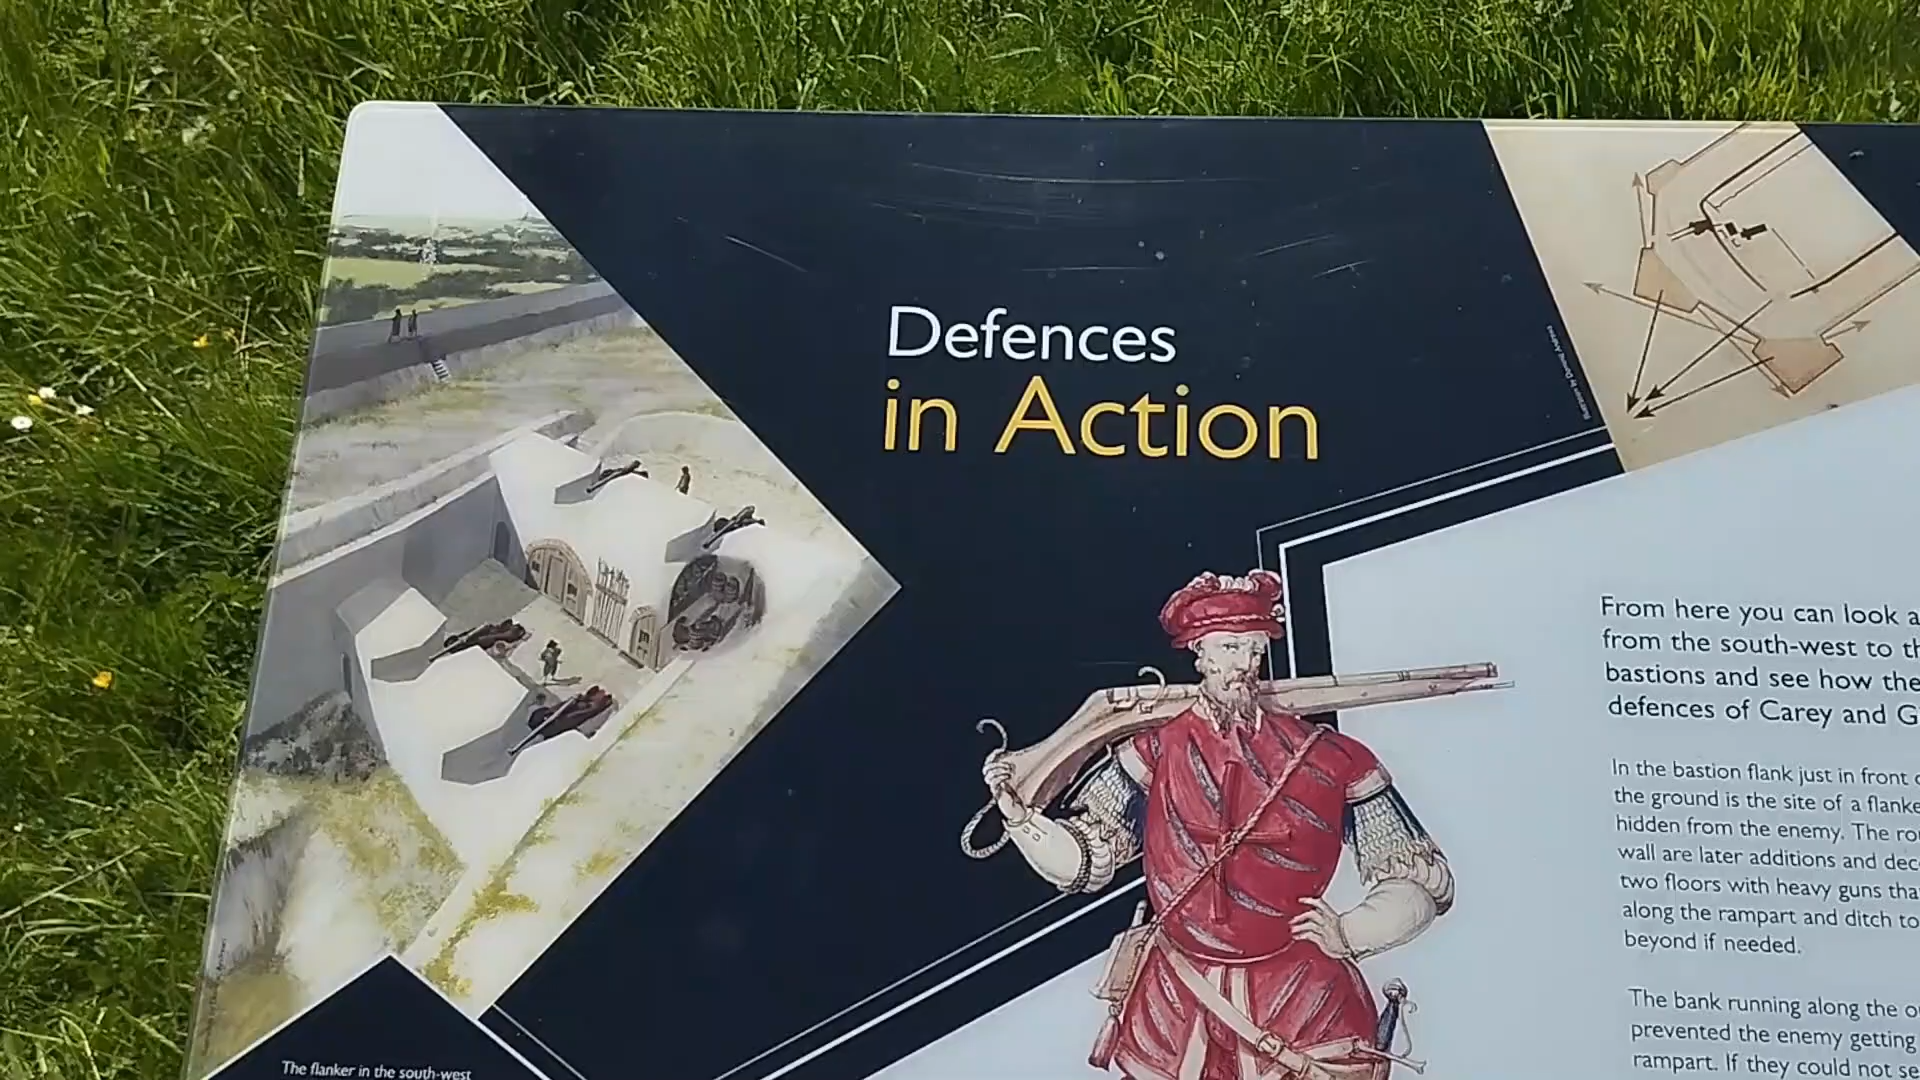 Defences
in Action
From here you can look a
from the south-west to th
bastions and see how the
defences of Carey and G
In the bastion flank just in front o
the ground is the site of a flanke
hidden from the enemy. The ro
wall are later additions and dec
two floors with heavy guns tha
along the rampart and ditch to
beyond if needed.
The bank running along the o
prevented the enemy getting
rampart. If they could not se
The flanker in the south-west